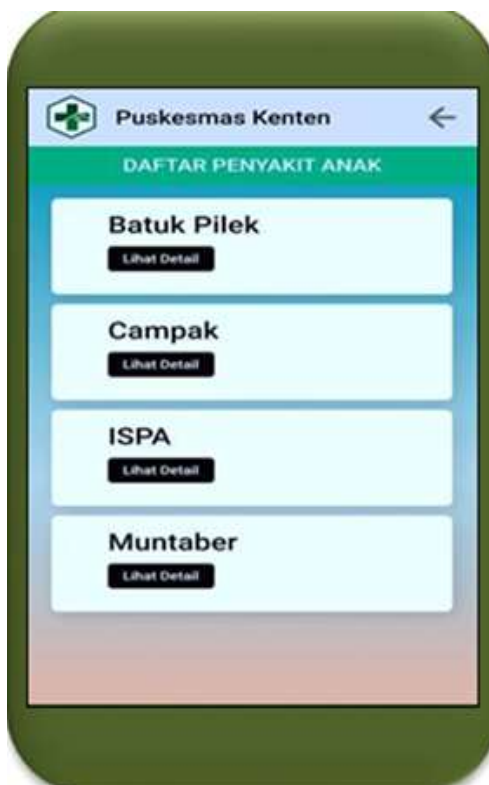 Puskesmas Kenten
DAFTAR PENYAKIT ANAK
Batuk Pilek
Lihat Detail
Campak
Lihat Detail
ISPA
Lihat Detail
Muntaber
Lihat Detail